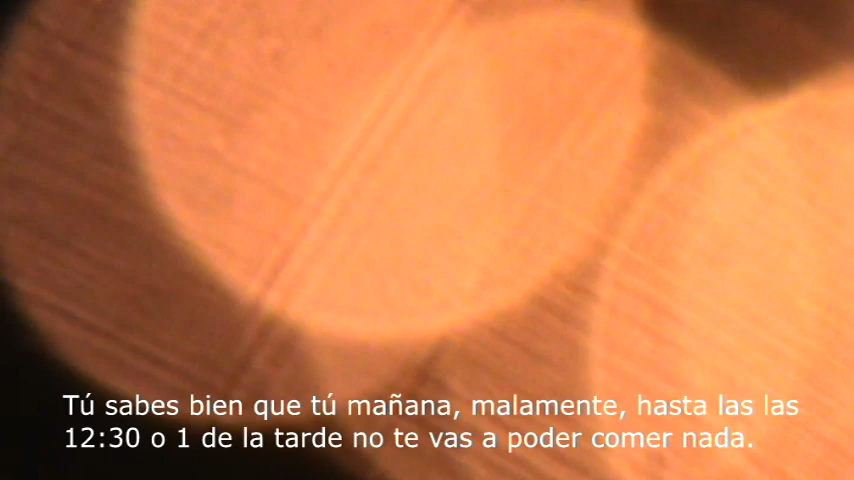 Tú sabes bien que tú mañana, malamente, hasta las las
12:30 o 1 de la tarde no te vas a poder comer nada.